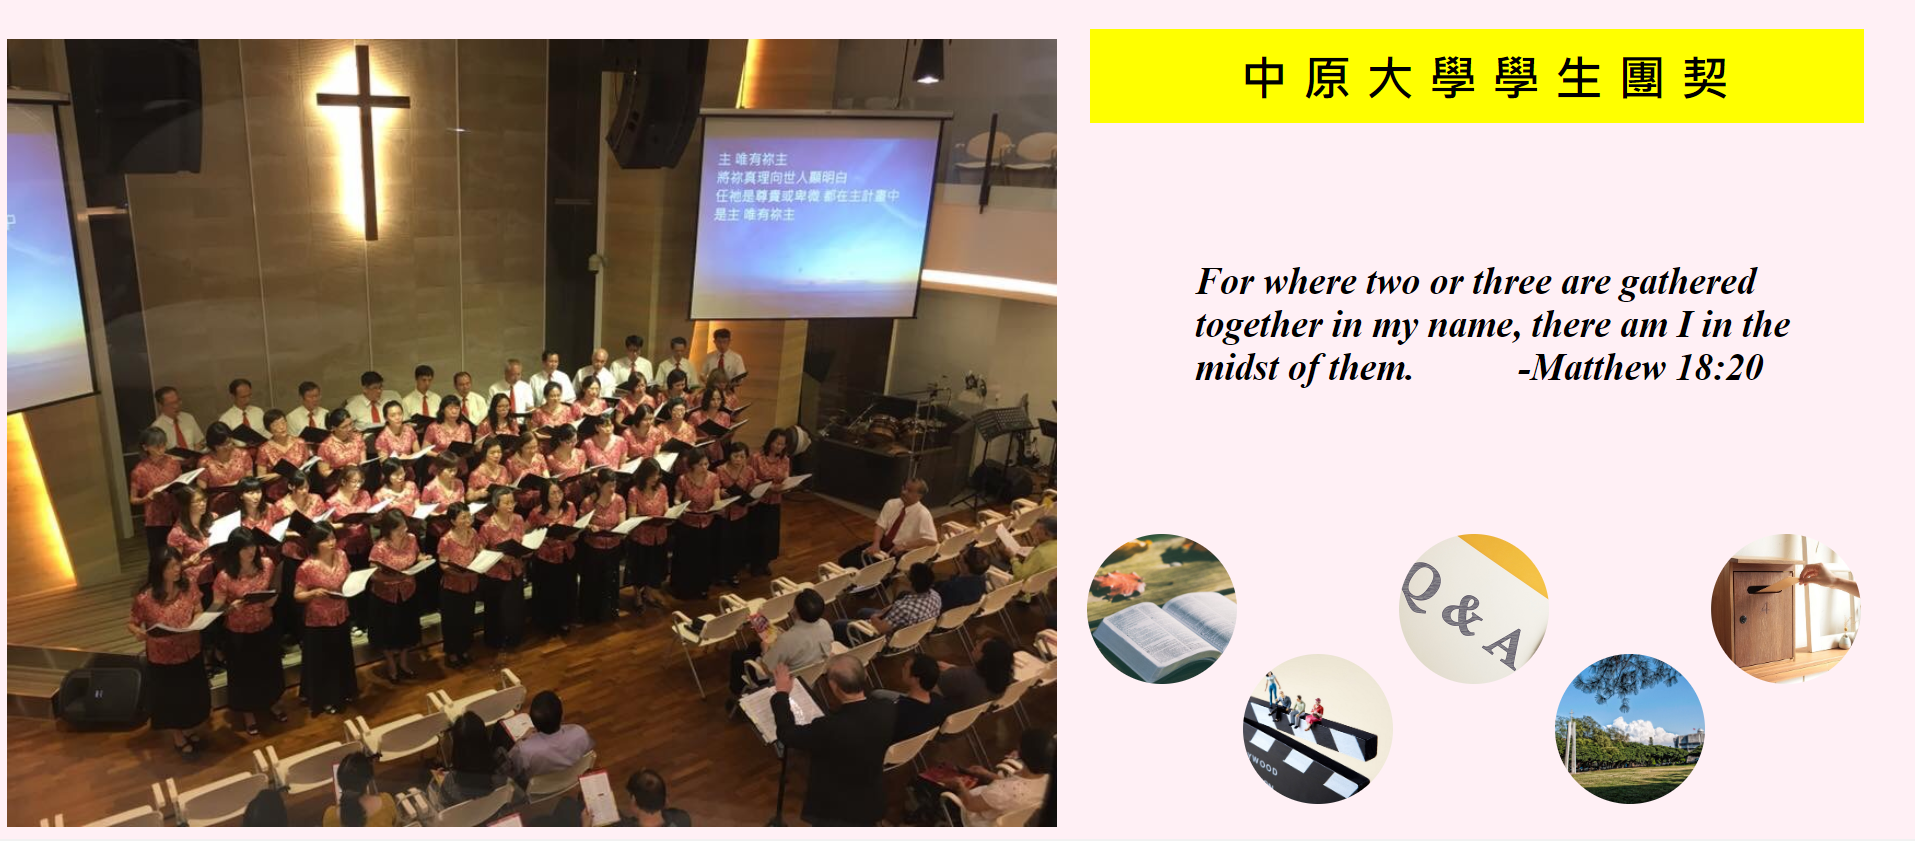 中原大學學生團契
主 唯有祢主
將祢真理向世人顯明白
任祂是尊貴或卑微 都在主計畫中
是主 唯有祢主
中
For where two or three are gathered
together in my name, there am I in the
midst of them. -Matthew 18:20
Q & A
4
YWOOD